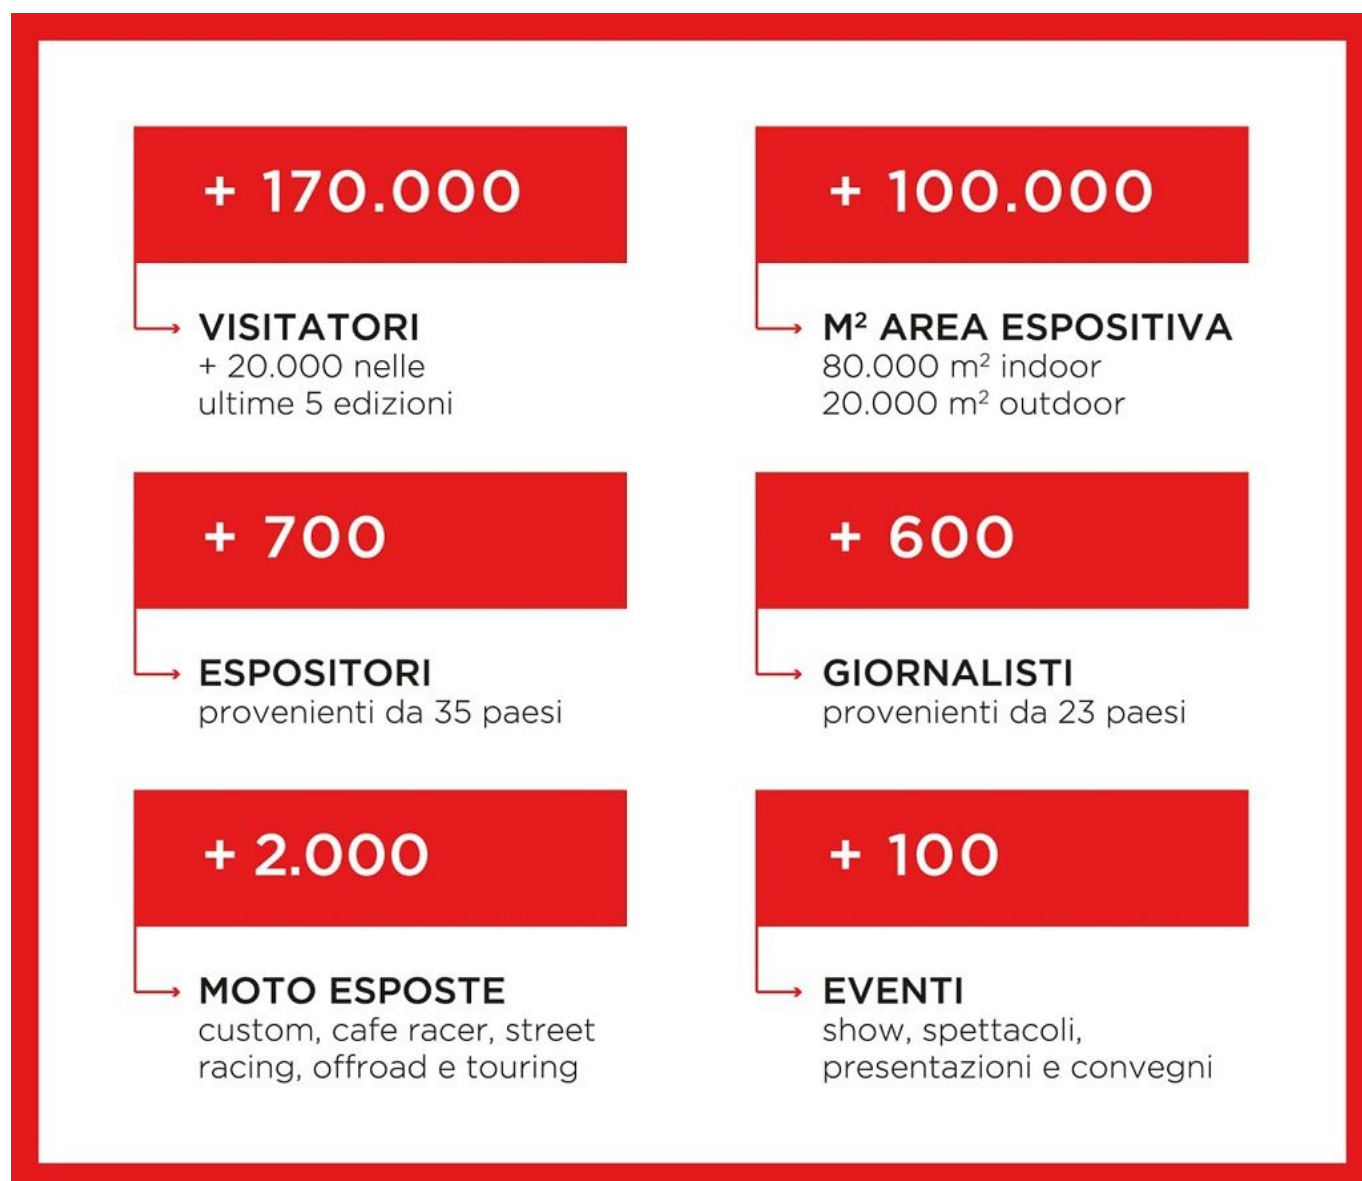 + 170.000
VISITATORI
+ 20.000 nelle
ultime 5 edizioni
+ 100.000
M² AREA ESPOSITIVA
80.000 m² indoor
20.000 m² outdoor
+ 700
ESPOSITORI
provenienti da 35 paesi
+ 600
GIORNALISTI
provenienti da 23 paesi
+ 2.000
MOTO ESPOSTE
custom, cafe racer, street
racing, offroad e touring
+ 100
EVENTI
show, spettacoli,
presentazioni e convegni